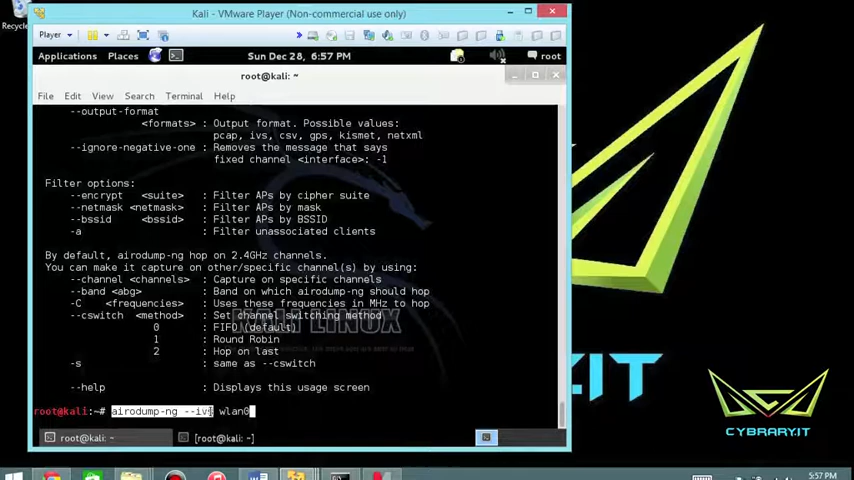 Recycle
Kali - VMware Player (Non-commercial use only)
Player
Applications Places Sun Dec 28, 6:57 PM root
root@kali: ~
File Edit View Search Terminal Help
--output-format
<formats> : Output format. Possible values:
pcap, ivs, csv, gps, kismet, netxml
--ignore-negative-one : Removes the message that says
fixed channel <interface>: -1
Filter options:
--encrypt <suite> : Filter APs by cipher suite
--netmask <netmask> : Filter APs by mask
--bssid <bssid> : Filter APs by BSSID
-a : Filter unassociated clients
By default, airodump-ng hop on 2.4GHz channels.
You can make it capture on other/specific channel(s) by using:
--channel <channels> : Capture on specific channels
--band <abg> : Band on which airodump-ng should hop
-C <frequencies> : Uses these frequencies in MHz to hop
--cswitch <method> : Set channel switching method
0 : FIFO (default)
1 : Round Robin
2 : Hop on last
-s : same as --cswitch
--help : Displays this usage screen
KALI LINUX
root@kali:~# airodump-ng --ivs wlan0
root@kali: ~ [root@kali: ~]
.IT
CYBRARY.IT
5:57 PM